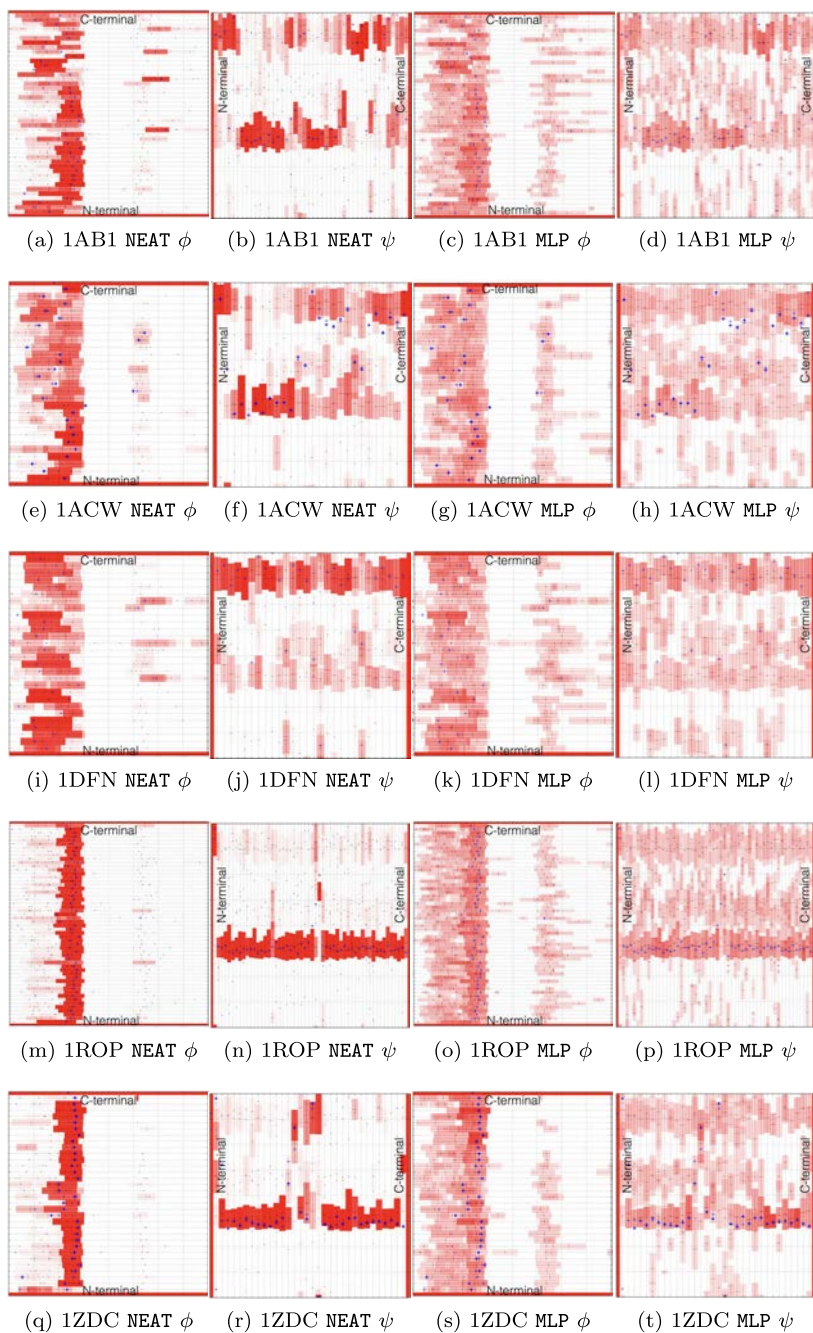 C-terminal
N-terminal
C-terminal
C-terminal
N-terminal
C-terminal
N-terminal
N-terminal
(a) 1AB1 NEAT ϕ
(b) 1AB1 NEAT ψ
(c) 1AB1 MLP ϕ
(d) 1AB1 MLP ψ
C-terminal
N-terminal
C-terminal
C-terminal
N-terminal
C-terminal
N-terminal
N-terminal
(e) 1ACW NEAT ϕ
(f) 1ACW NEAT ψ
(g) 1ACW MLP ϕ
(h) 1ACW MLP ψ
C-terminal
N-terminal
C-terminal
C-terminal
N-terminal
C-terminal
N-terminal
N-terminal
(i) 1DFN NEAT ϕ
(j) 1DFN NEAT ψ
(k) 1DFN MLP ϕ
(l) 1DFN MLP ψ
C-terminal
N-terminal
C-terminal
C-terminal
N-terminal
C-terminal
N-terminal
N-terminal
(m) 1ROP NEAT ϕ
(n) 1ROP NEAT ψ
(o) 1ROP MLP ϕ
(p) 1ROP MLP ψ
C-terminal
N-terminal
C-terminal
C-terminal
N-terminal
C-terminal
N-terminal
N-terminal
(q) 1ZDC NEAT ϕ
(r) 1ZDC NEAT ψ
(s) 1ZDC MLP ϕ
(t) 1ZDC MLP ψ